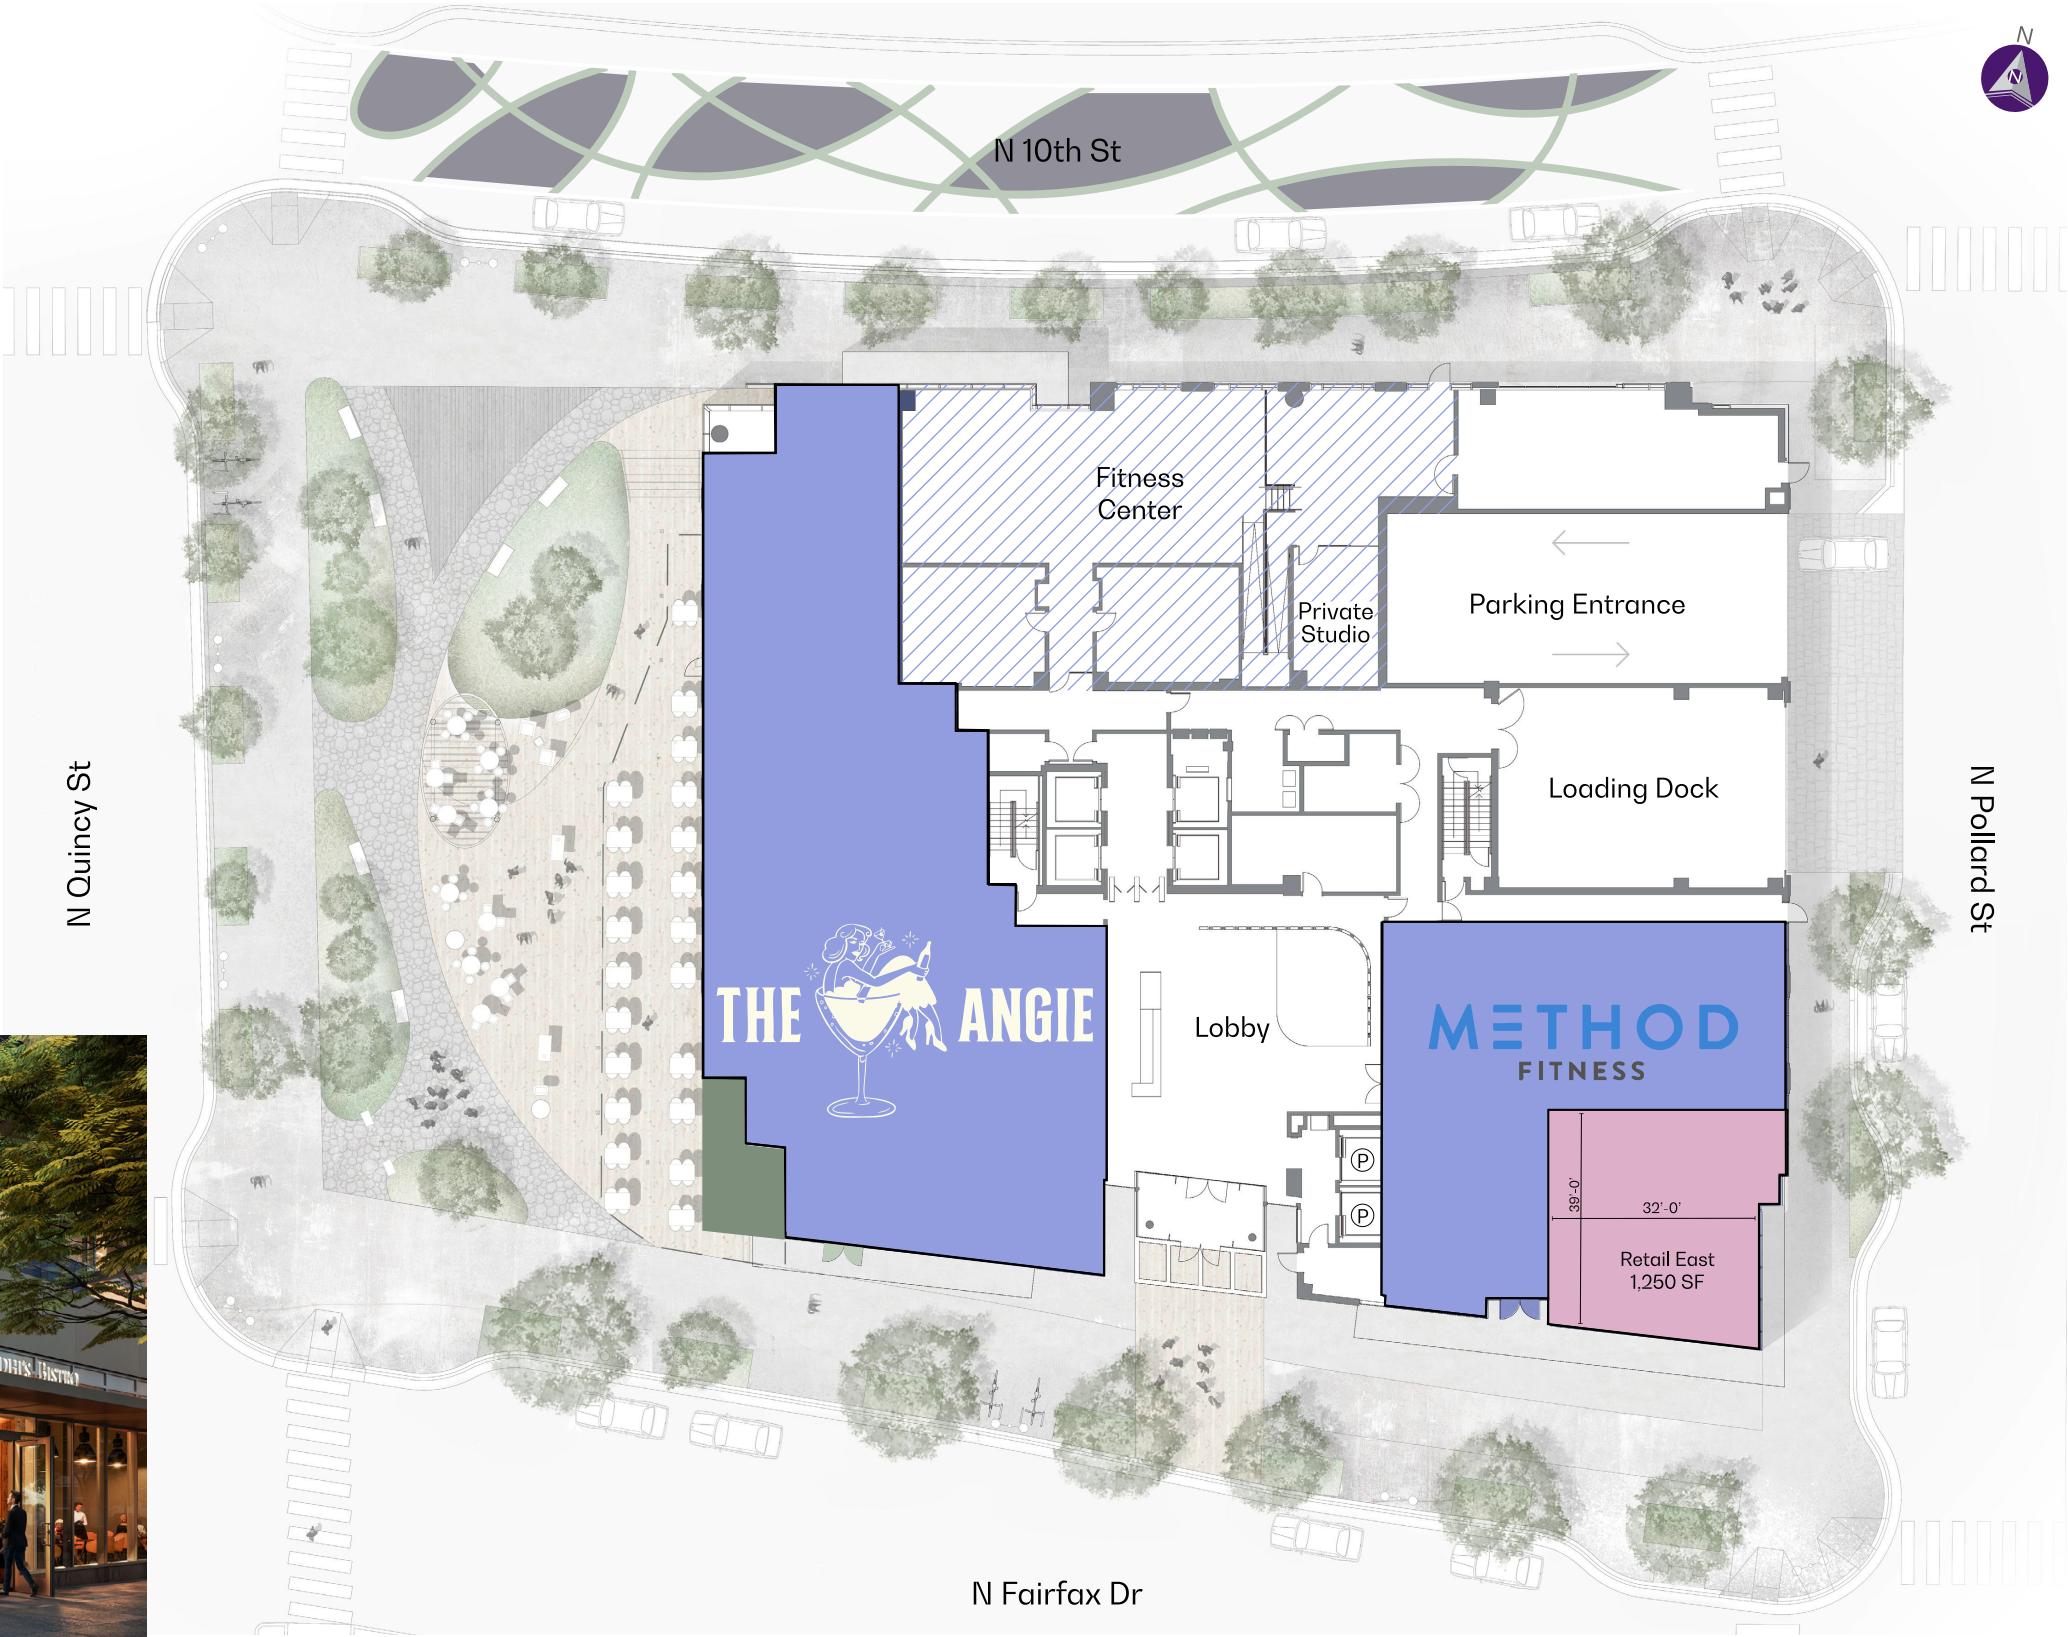 N
N
N 10th St
Fitness
Center
Private
Studio
Parking Entrance
Loading Dock
N Quincy St
N Pollard St
THE ANGIE
Lobby
METHOD
FITNESS
P
P
39'-0'
32'-0'
Retail East
1,250 SF
BISTRO
N Fairfax Dr